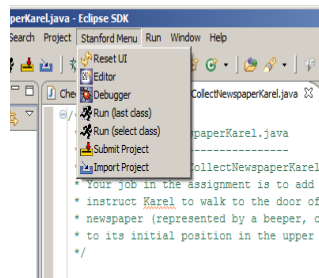 perKarel.java - Eclipse SDK
Search Project Stanford Menu Run Window Help
Reset UI
Editor
Debugger
Run (last class)
Run (select class)
Submit Project
Import Project
CollectNewspaperKarel.java
spaperKarel.java
--------------------
CollectNewspaperKarel
* Your job in the assignment is to add
* instruct Karel to walk to the door of
* newspaper (represented by a beeper, o
* to its initial position in the upper
*/